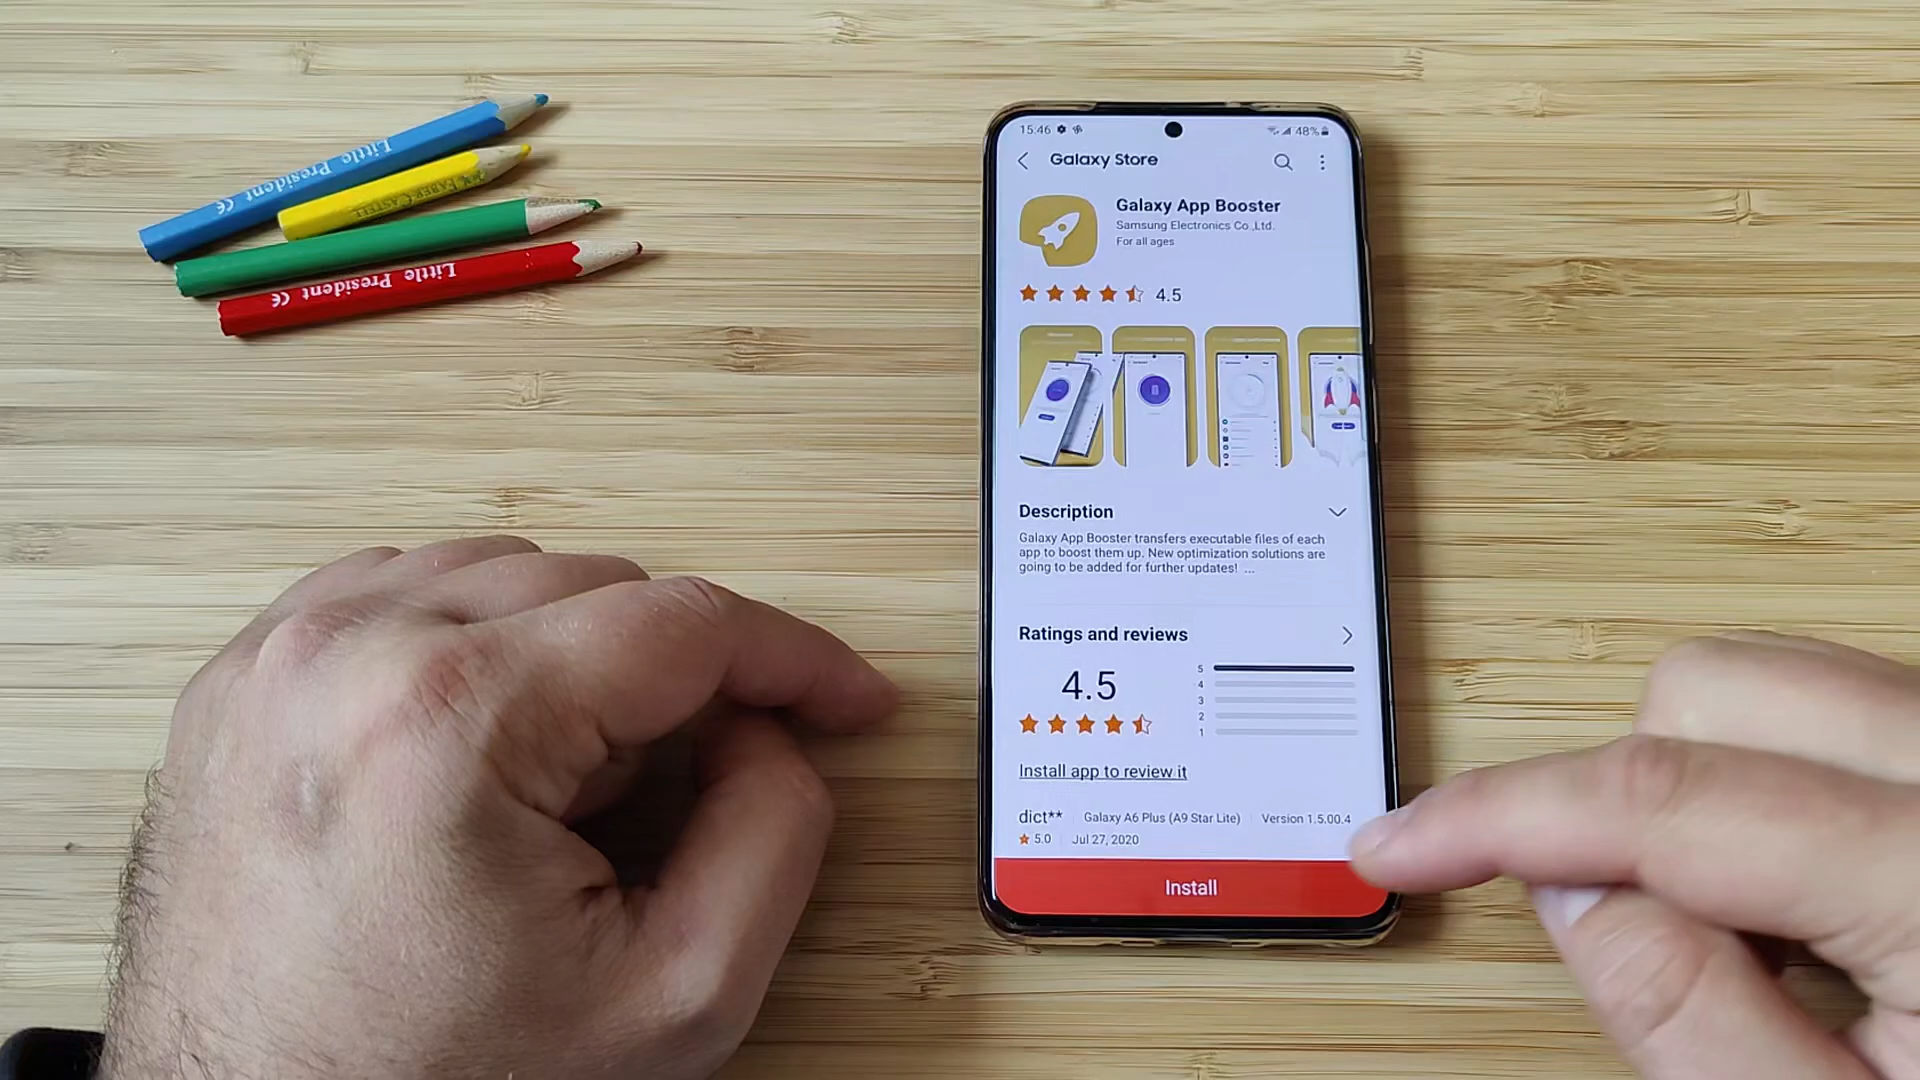 Little President CE
FABER-CASTELL
Little President CE
15:46 48%
Galaxy Store
Galaxy App Booster
Samsung Electronics Co.,Ltd.
For all ages
4.5
Description
Galaxy App Booster transfers executable files of each
app to boost them up. New optimization solutions are
going to be added for further updates! ...
Ratings and reviews
4.5
5
4
3
2
1
Install app to review it
dict** Galaxy A6 Plus (A9 Star Lite) Version 1.5.00.4
5.0 Jul 27, 2020
Install